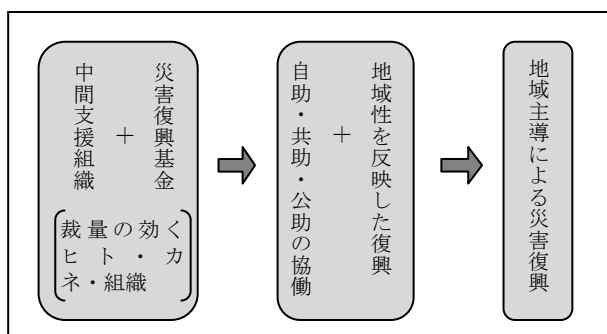 災害復興基金
＋
中間支援組織
裁量の効く
ヒト・カ
ネ・組織
地域性を反映した復興
＋
自助・共助・公助の協働
地域主導による災害復興